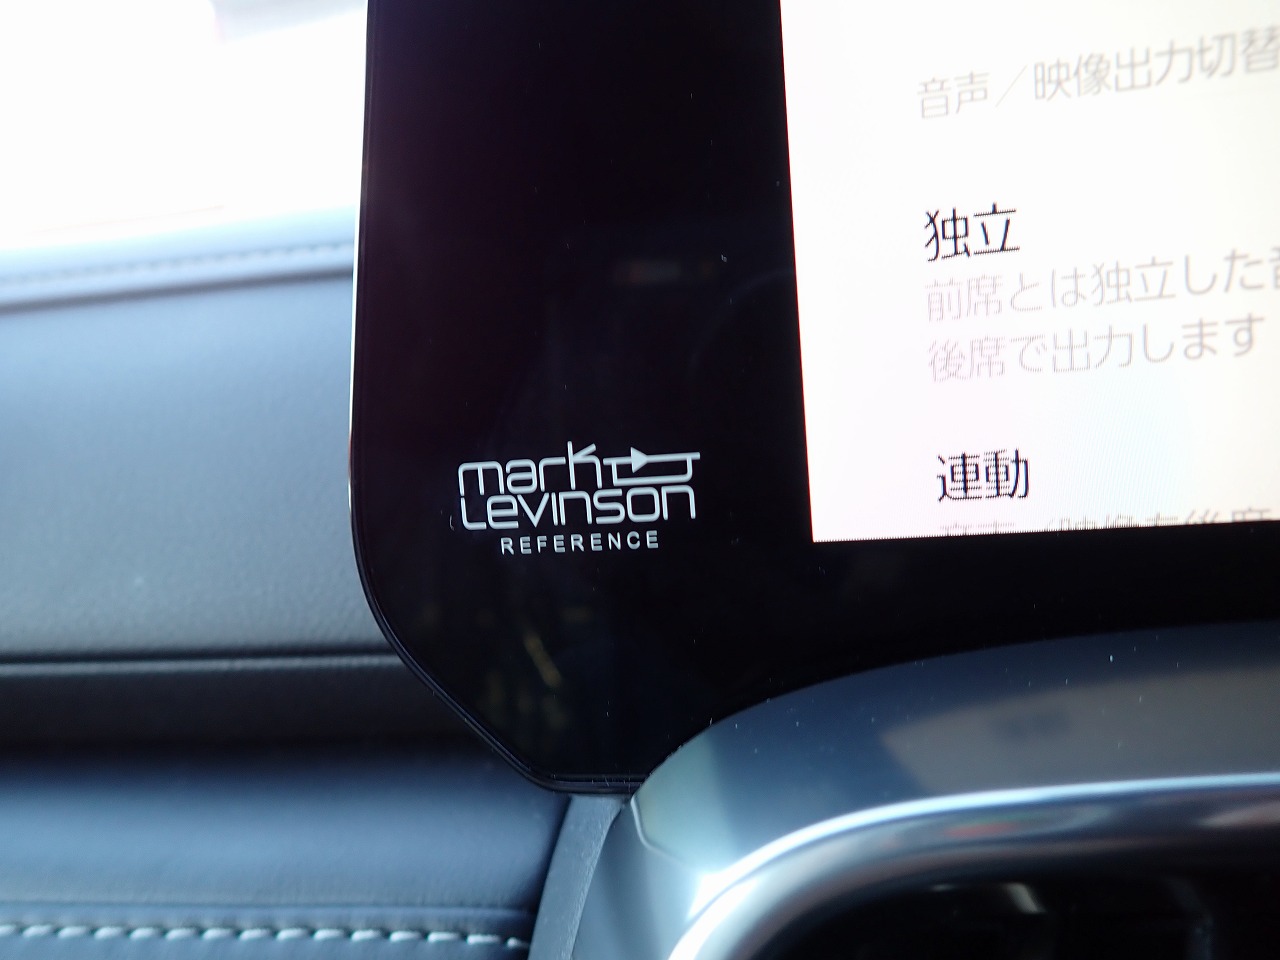 音声／映像出力切替
独立
前席とは独立した音
後席で出力します
連動
mark
Levinson
REFERENCE